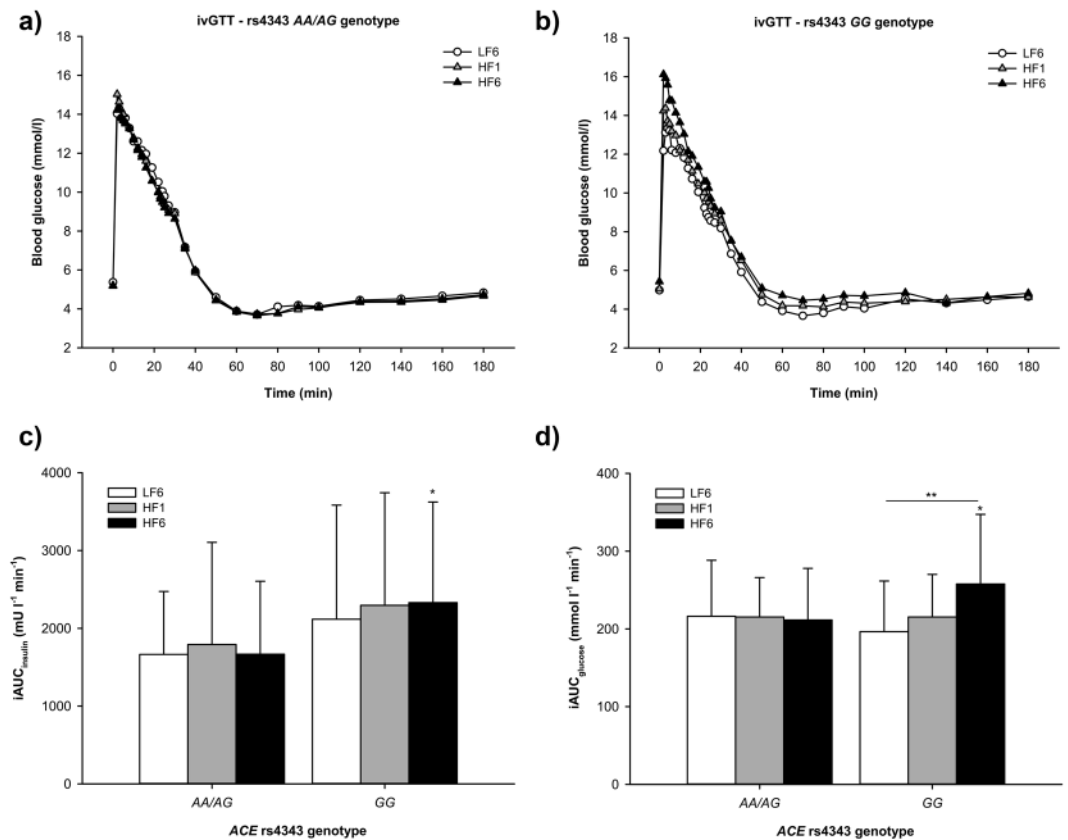 a)
ivGTT - rs4343 AA/AG genotype
LF6
HF1
HF6
18
16
14
12
10
8
6
4
2
Blood glucose (mmol/l)
0 20 40 60 80 100 120 140 160 180
Time (min)
b)
ivGTT - rs4343 GG genotype
LF6
HF1
HF6
18
16
14
12
10
8
6
4
2
Blood glucose (mmol/l)
0 20 40 60 80 100 120 140 160 180
Time (min)
c)
LF6
HF1
HF6
*
4000
3000
2000
1000
0
iAUCinsulin (mU l-1 min-1)
AA/AG GG
ACE rs4343 genotype
d)
LF6
HF1
HF6
**
*
400
300
200
100
0
iAUCglucose (mmol l-1 min-1)
AA/AG GG
ACE rs4343 genotype